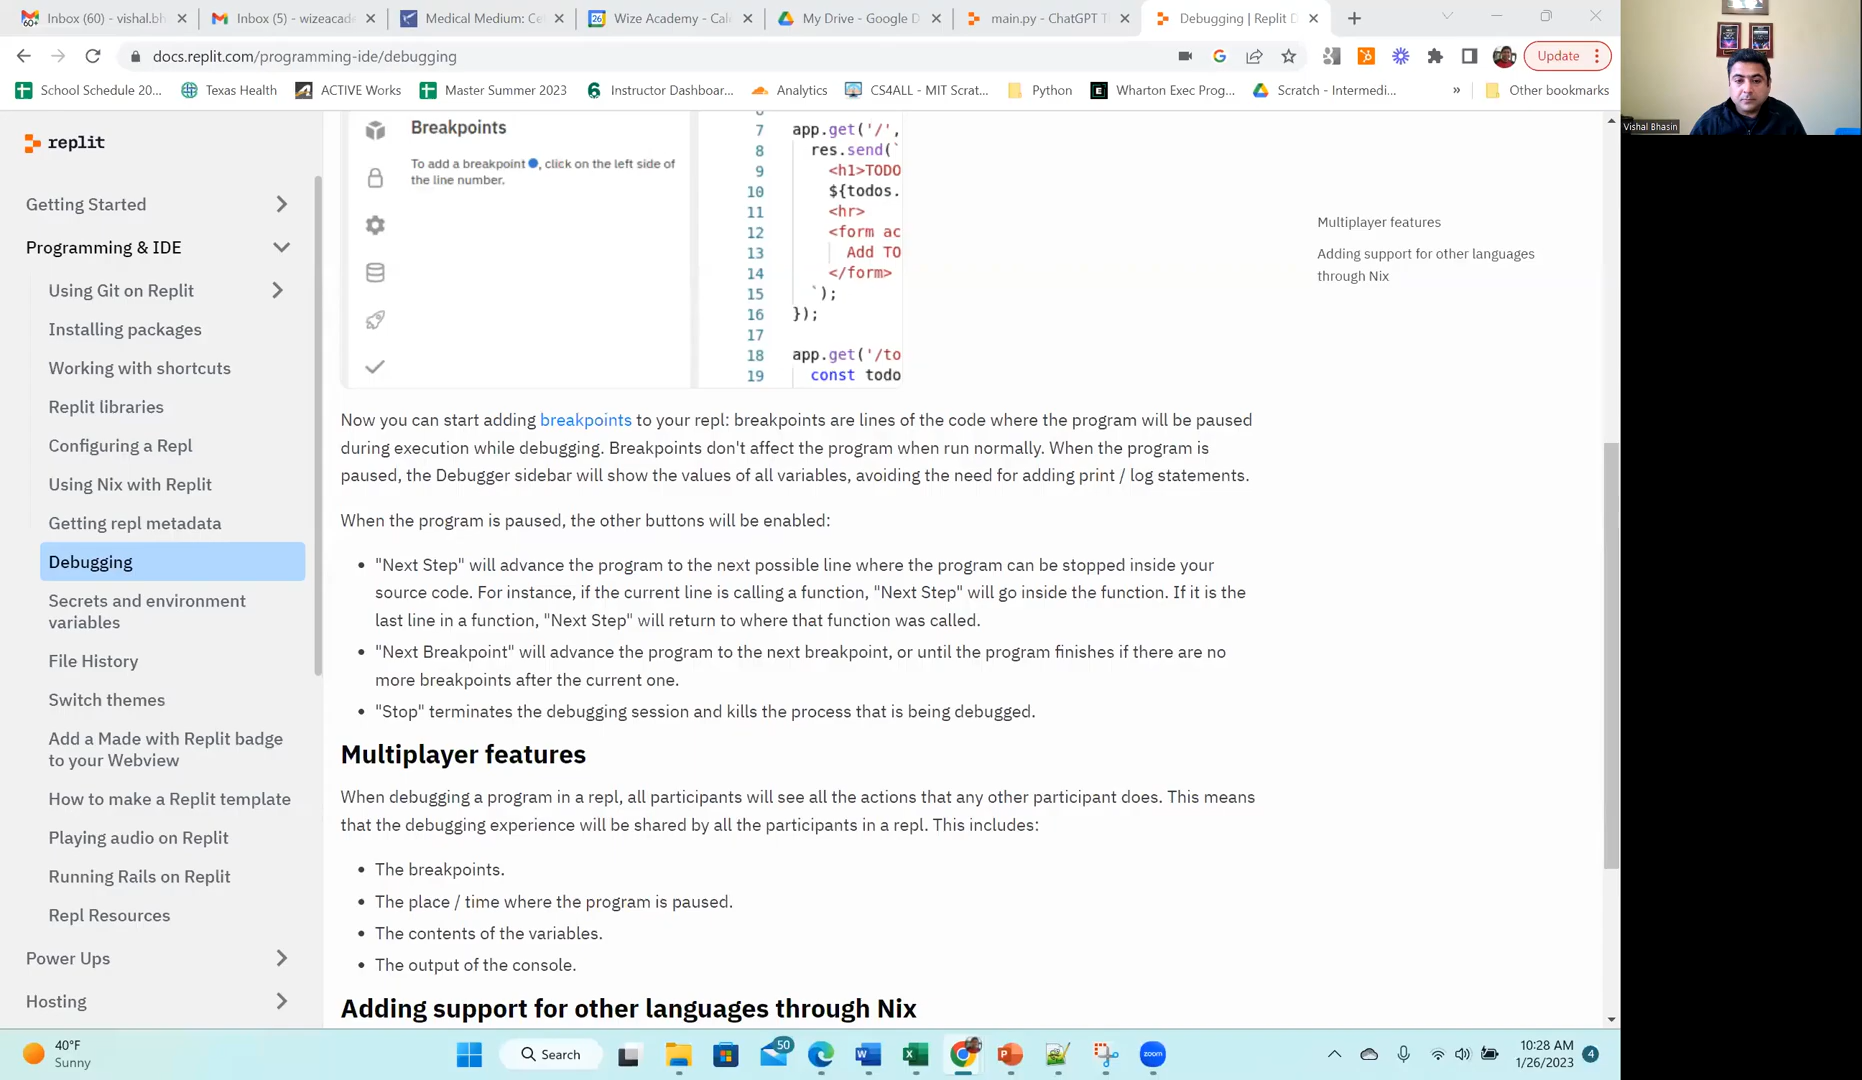 Inbox (60) - vishal.bh
Inbox (5) - wizeacade
Medical Medium: Ce
Wize Academy - Cale
My Drive - Google D
main.py - ChatGPT T
Debugging | Replit D
docs.replit.com/programming-ide/debugging
Update
School Schedule 20...
Texas Health
ACTIVE Works
Master Summer 2023
Instructor Dashboar...
Analytics
CS4ALL - MIT Scrat...
Python
Wharton Exec Prog...
Scratch - Intermedi...
»
Other bookmarks
Vishal Bhasin
replit
Getting Started
Programming & IDE
Using Git on Replit
Installing packages
Working with shortcuts
Replit libraries
Configuring a Repl
Using Nix with Replit
Getting repl metadata
Debugging
Secrets and environment
variables
File History
Switch themes
Add a Made with Replit badge
to your Webview
How to make a Replit template
Playing audio on Replit
Running Rails on Replit
Repl Resources
Power Ups
Hosting
Breakpoints
To add a breakpoint , click on the left side of
the line number.
7 app.get('/',
8 res.send(`
9 <h1>TODO
10 ${todos.
11 <hr>
12 <form ac
13 Add TO
14 </form>
15 `);
16 });
17
18 app.get('/to
19 const todo
Now you can start adding breakpoints to your repl: breakpoints are lines of the code where the program will be paused
during execution while debugging. Breakpoints don't affect the program when run normally. When the program is
paused, the Debugger sidebar will show the values of all variables, avoiding the need for adding print / log statements.
When the program is paused, the other buttons will be enabled:
• "Next Step" will advance the program to the next possible line where the program can be stopped inside your
source code. For instance, if the current line is calling a function, "Next Step" will go inside the function. If it is the
last line in a function, "Next Step" will return to where that function was called.
• "Next Breakpoint" will advance the program to the next breakpoint, or until the program finishes if there are no
more breakpoints after the current one.
• "Stop" terminates the debugging session and kills the process that is being debugged.
Multiplayer features
When debugging a program in a repl, all participants will see all the actions that any other participant does. This means
that the debugging experience will be shared by all the participants in a repl. This includes:
• The breakpoints.
• The place / time where the program is paused.
• The contents of the variables.
• The output of the console.
Adding support for other languages through Nix
Multiplayer features
Adding support for other languages
through Nix
40°F
Sunny
Search
50
zoom
10:28 AM
1/26/2023
4